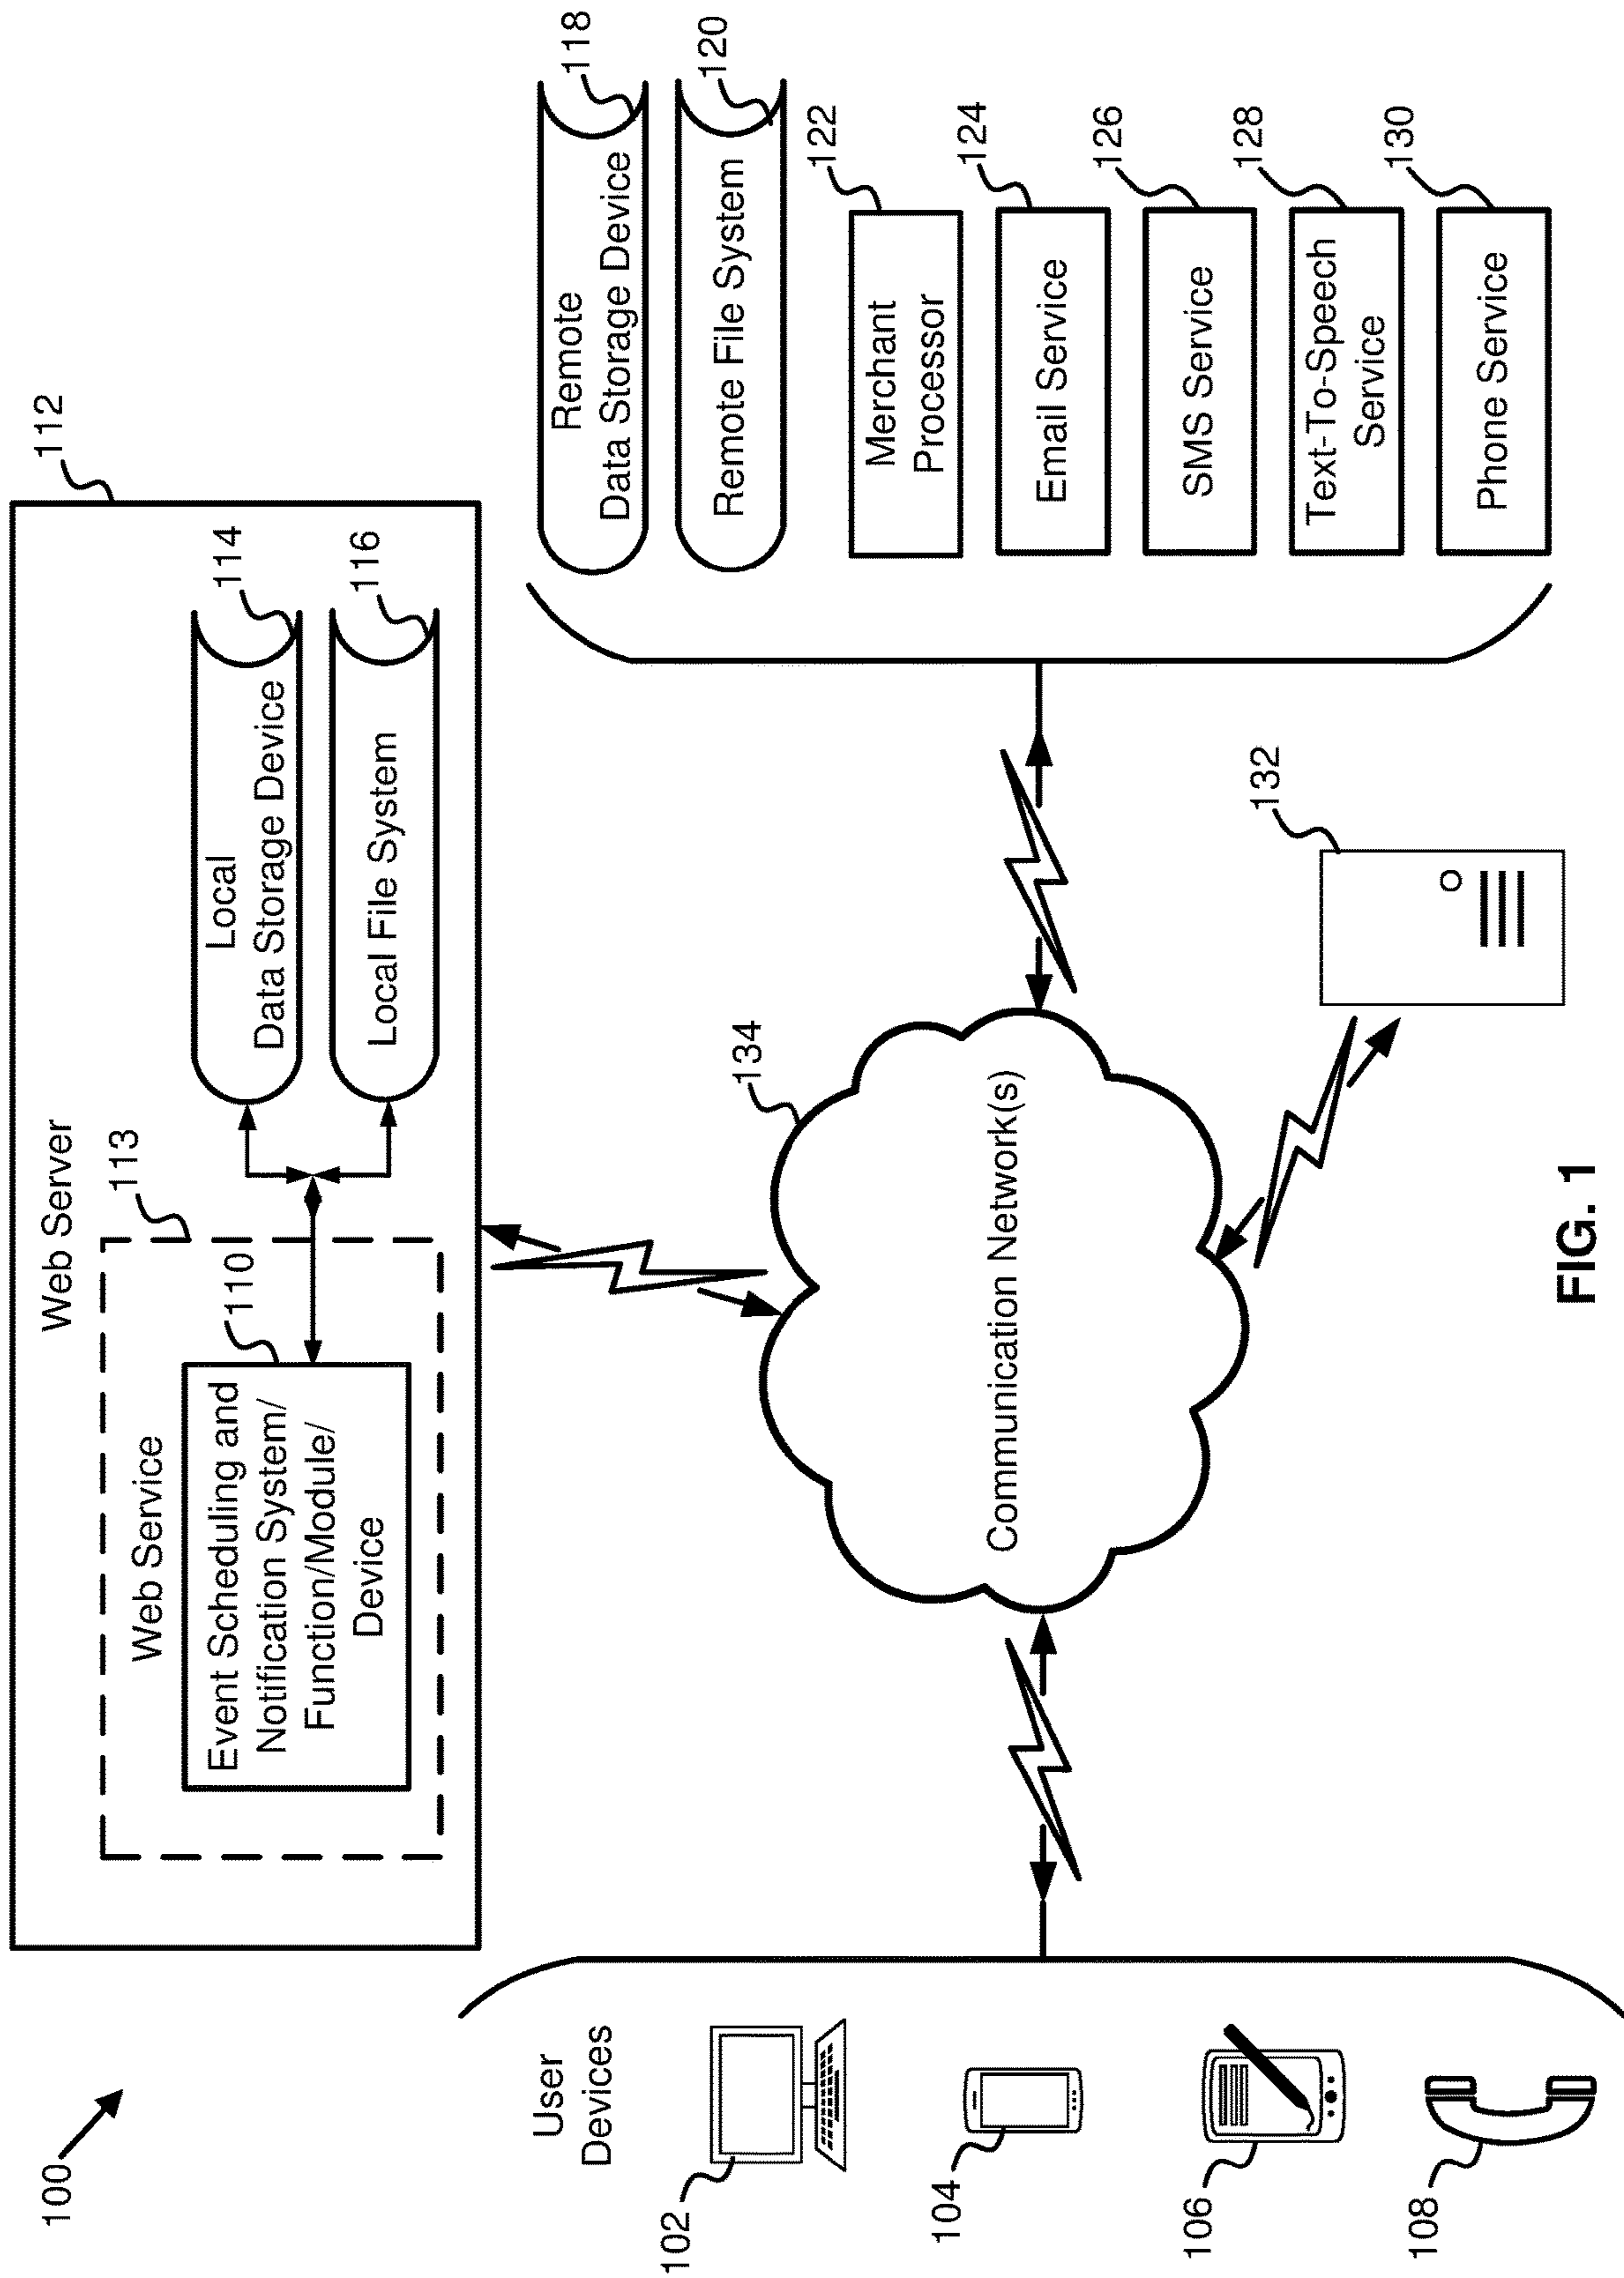 100
112
Web Server
113
Web Service
110
Event Scheduling and
Notification System/
Function/Module/
Device
114
Local
Data Storage Device
116
Local File System
User
Devices
102
104
106
108
134
Communication Network(s)
132
118
Remote
Data Storage Device
120
Remote File System
122
Merchant
Processor
124
Email Service
126
SMS Service
128
Text-To-Speech
Service
130
Phone Service
FIG. 1